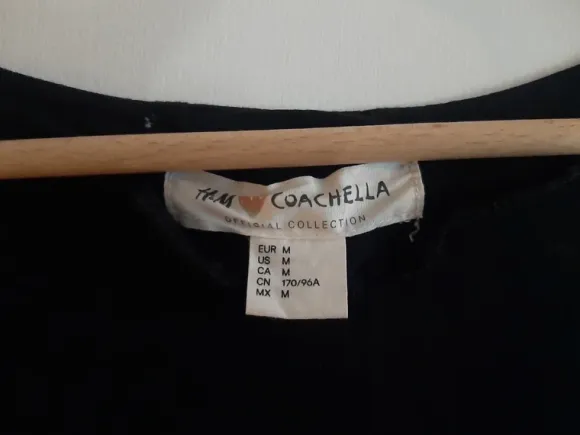 H&M ♥ COACHELLA
OFFICIAL COLLECTION
EUR M
US M
CA M
CN 170/96A
MX M